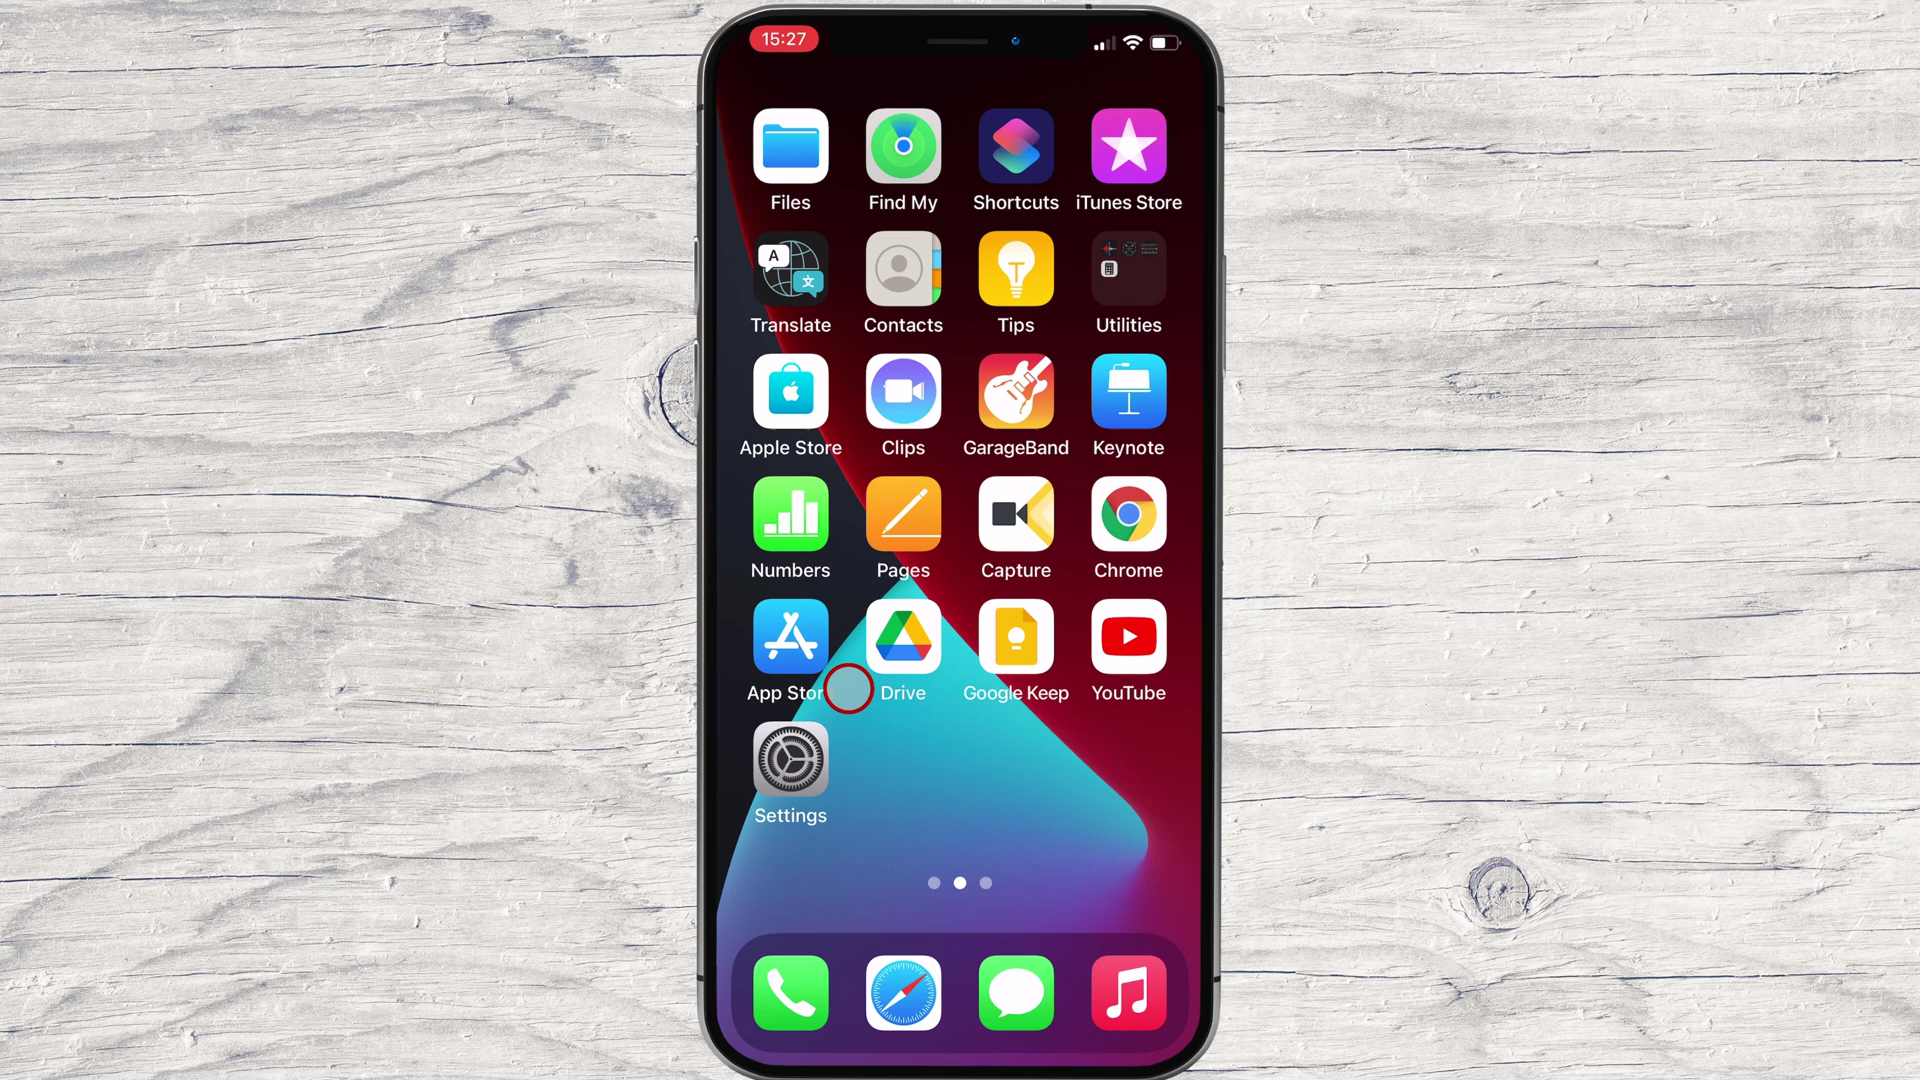 15:27
Files Find My Shortcuts iTunes Store
A
文
Translate Contacts Tips Utilities
Apple Store Clips GarageBand Keynote
Numbers Pages Capture Chrome
App Stor Drive Google Keep YouTube
Settings